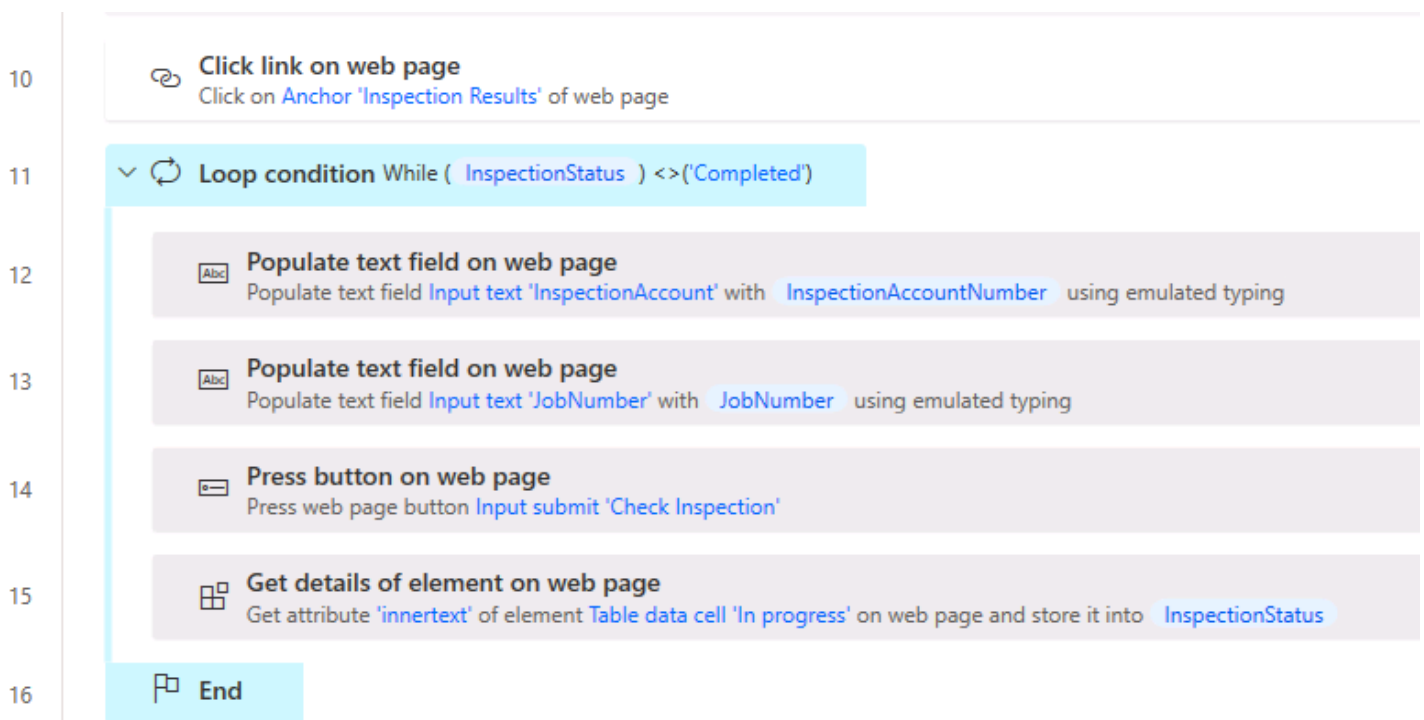 10
Click link on web page
Click on Anchor 'Inspection Results' of web page
11
Loop condition While ( InspectionStatus ) <>('Completed')
12
Abc
Populate text field on web page
Populate text field Input text 'InspectionAccount' with InspectionAccountNumber using emulated typing
13
Abc
Populate text field on web page
Populate text field Input text 'JobNumber' with JobNumber using emulated typing
14
Press button on web page
Press web page button Input submit 'Check Inspection'
15
Get details of element on web page
Get attribute 'innertext' of element Table data cell 'In progress' on web page and store it into InspectionStatus
16
End